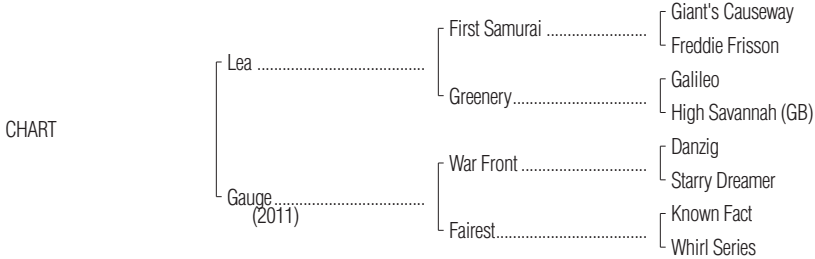 Giant's Causeway
First Samurai ........................
Freddie Frisson
Lea ........................................
Galileo
Greenery................................
High Savannah (GB)
CHART
Danzig
War Front ..............................
Starry Dreamer
Gauge....................................
(2011)
Known Fact
Fairest....................................
Whirl Series